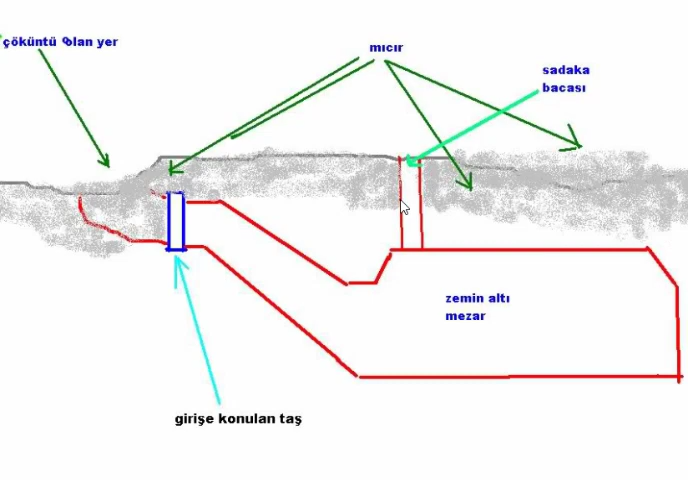 çöküntü olan yer
mıcır
sadaka
bacası
zemin altı
mezar
girişe konulan taş